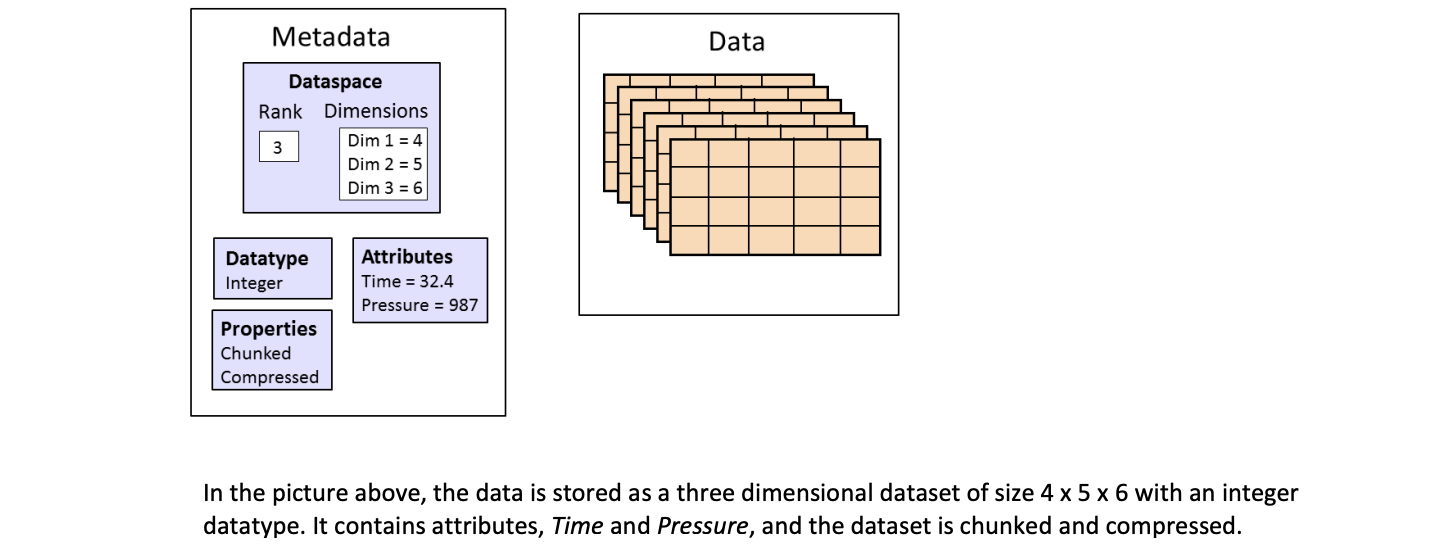 Metadata
Dataspace
Rank Dimensions
3
Dim 1 = 4
Dim 2 = 5
Dim 3 = 6
Datatype
Integer
Attributes
Time = 32.4
Pressure = 987
Properties
Chunked
Compressed
Data
In the picture above, the data is stored as a three dimensional dataset of size 4 x 5 x 6 with an integer
datatype. It contains attributes, Time and Pressure, and the dataset is chunked and compressed.